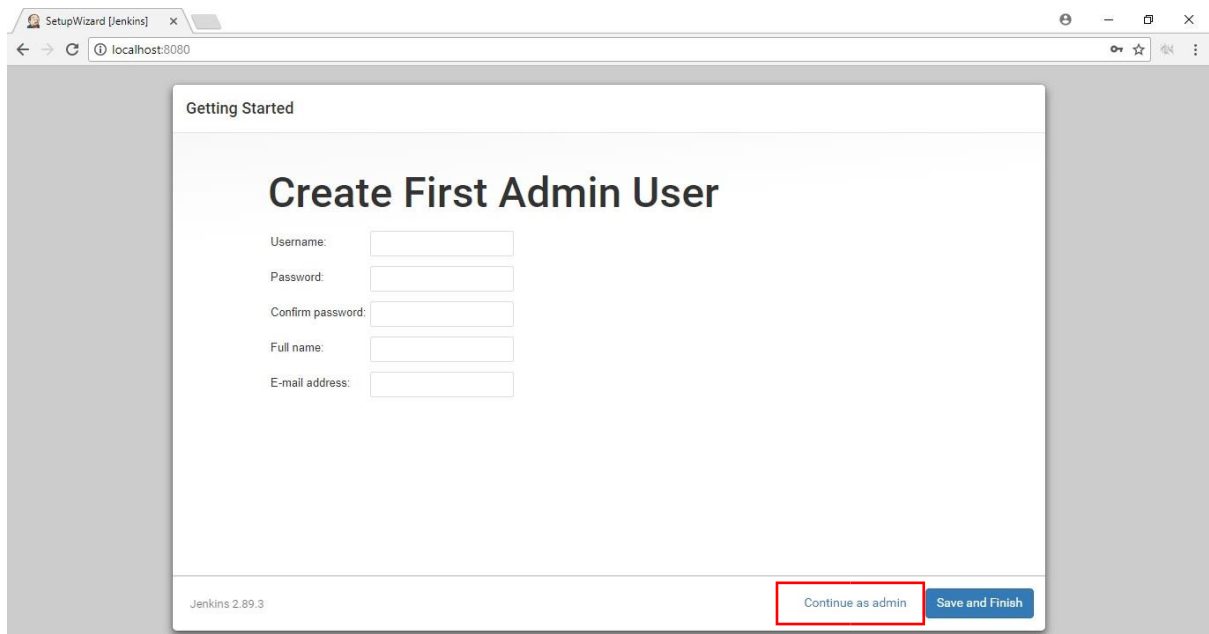 SetupWizard [Jenkins]
localhost:8080
Getting Started
Create First Admin User
Username:
Password:
Confirm password:
Full name:
E-mail address:
Jenkins 2.89.3
Continue as admin
Save and Finish